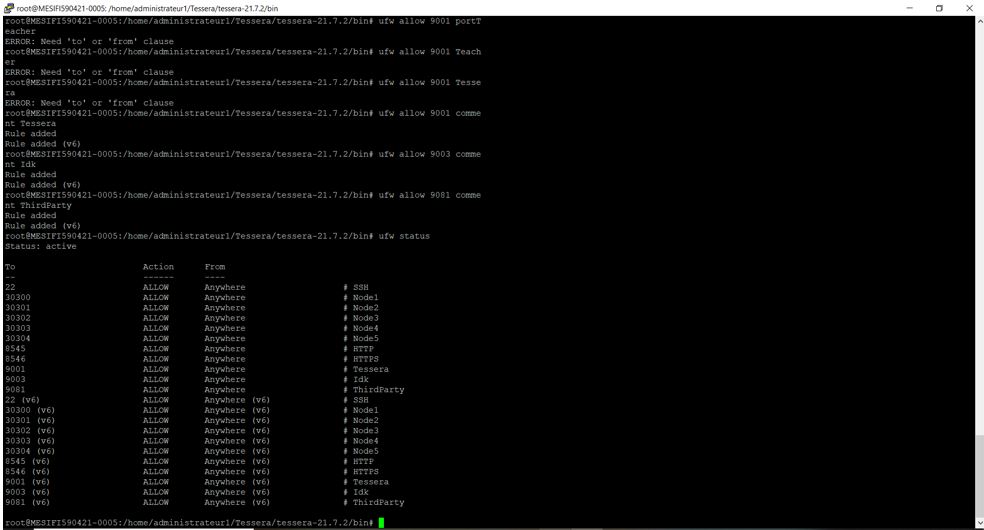 root@MESIFI590421-0005: /home/administrateur1/Tessera/tessera-21.7.2/bin
root@MESIFI590421-0005:/home/administrateur1/Tessera/tessera-21.7.2/bin# ufw allow 9001 portT
eacher
ERROR: Need 'to' or 'from' clause
root@MESIFI590421-0005:/home/administrateur1/Tessera/tessera-21.7.2/bin# ufw allow 9001 Teach
er
ERROR: Need 'to' or 'from' clause
root@MESIFI590421-0005:/home/administrateur1/Tessera/tessera-21.7.2/bin# ufw allow 9001 Tesse
ra
ERROR: Need 'to' or 'from' clause
root@MESIFI590421-0005:/home/administrateur1/Tessera/tessera-21.7.2/bin# ufw allow 9001 comme
nt Tessera
Rule added
Rule added (v6)
root@MESIFI590421-0005:/home/administrateur1/Tessera/tessera-21.7.2/bin# ufw allow 9003 comme
nt Idk
Rule added
Rule added (v6)
root@MESIFI590421-0005:/home/administrateur1/Tessera/tessera-21.7.2/bin# ufw allow 9081 comme
nt ThirdParty
Rule added
Rule added (v6)
root@MESIFI590421-0005:/home/administrateur1/Tessera/tessera-21.7.2/bin# ufw status
Status: active
To Action From
-- ------ ----
22 ALLOW Anywhere # SSH
30300 ALLOW Anywhere # Node1
30301 ALLOW Anywhere # Node2
30302 ALLOW Anywhere # Node3
30303 ALLOW Anywhere # Node4
30304 ALLOW Anywhere # Node5
8545 ALLOW Anywhere # HTTP
8546 ALLOW Anywhere # HTTPS
9001 ALLOW Anywhere # Tessera
9003 ALLOW Anywhere # Idk
9081 ALLOW Anywhere # ThirdParty
22 (v6) ALLOW Anywhere (v6) # SSH
30300 (v6) ALLOW Anywhere (v6) # Node1
30301 (v6) ALLOW Anywhere (v6) # Node2
30302 (v6) ALLOW Anywhere (v6) # Node3
30303 (v6) ALLOW Anywhere (v6) # Node4
30304 (v6) ALLOW Anywhere (v6) # Node5
8545 (v6) ALLOW Anywhere (v6) # HTTP
8546 (v6) ALLOW Anywhere (v6) # HTTPS
9001 (v6) ALLOW Anywhere (v6) # Tessera
9003 (v6) ALLOW Anywhere (v6) # Idk
9081 (v6) ALLOW Anywhere (v6) # ThirdParty
root@MESIFI590421-0005:/home/administrateur1/Tessera/tessera-21.7.2/bin#